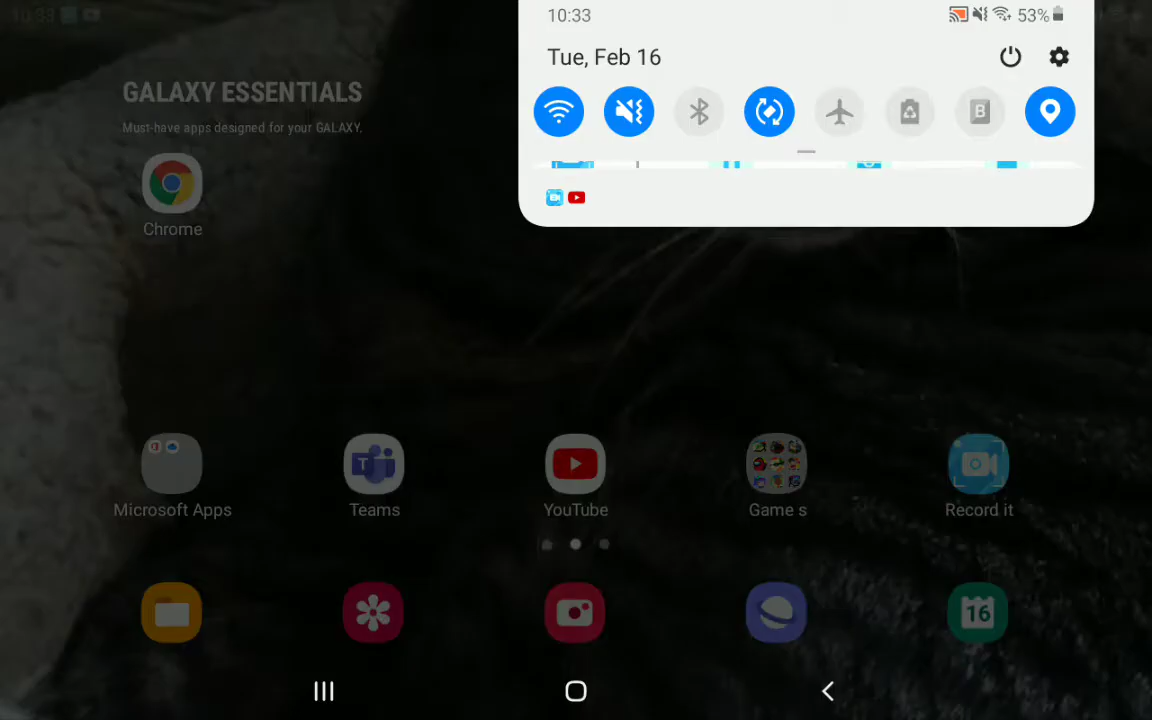 10:33
10:33
53%
Tue, Feb 16
GALAXY ESSENTIALS
Must-have apps designed for your GALAXY.
B
Chrome
T
Microsoft Apps
Teams
YouTube
Game s
Record it
16